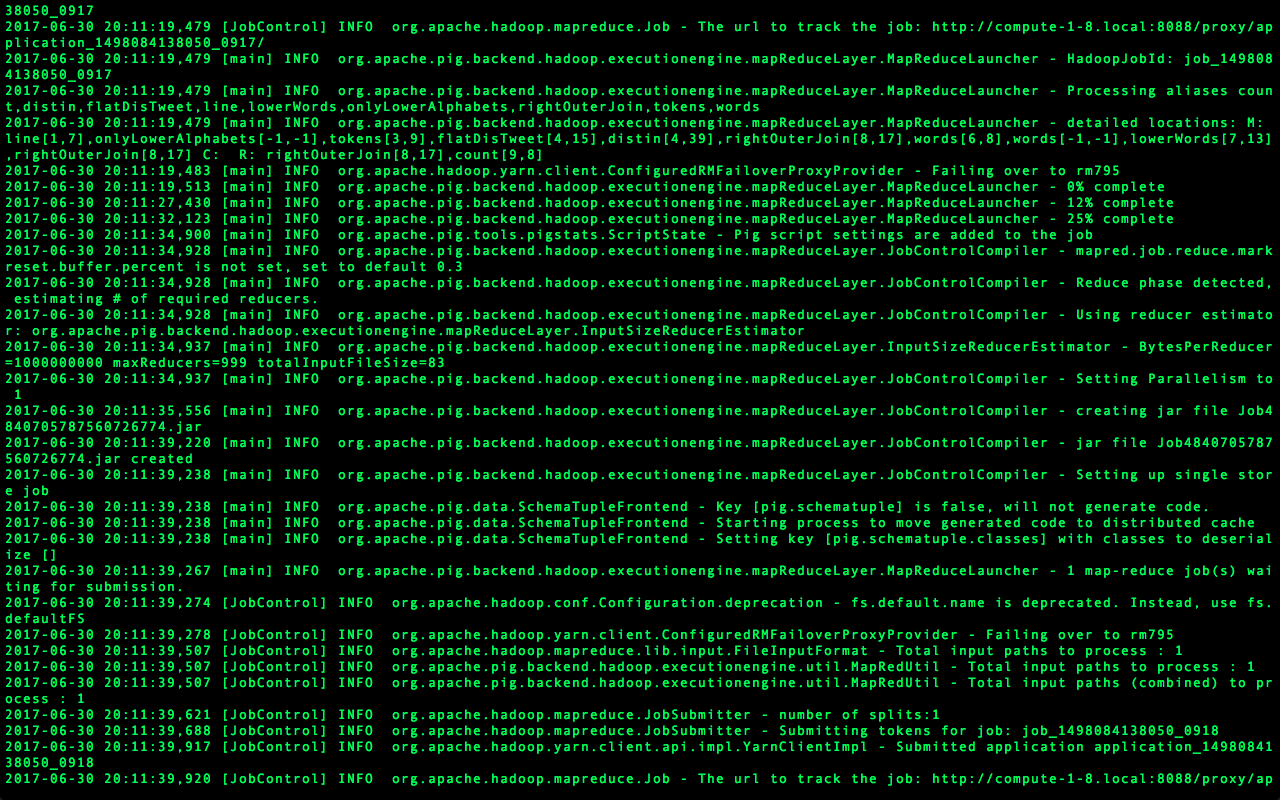 38050_0917
2017-06-30 20:11:19,479 [JobControl] INFO  org.apache.hadoop.mapreduce.Job - The url to track the job: http://compute-1-8.local:8088/proxy/ap
plication_1498084138050_0917/
2017-06-30 20:11:19,479 [main] INFO  org.apache.pig.backend.hadoop.executionengine.mapReduceLayer.MapReduceLauncher - HadoopJobId: job_149808
4138050_0917
2017-06-30 20:11:19,479 [main] INFO  org.apache.pig.backend.hadoop.executionengine.mapReduceLayer.MapReduceLauncher - Processing aliases coun
t,distin,flatDisTweet,line,lowerWords,onlyLowerAlphabets,rightOuterJoin,tokens,words
2017-06-30 20:11:19,479 [main] INFO  org.apache.pig.backend.hadoop.executionengine.mapReduceLayer.MapReduceLauncher - detailed locations: M:
line[1,7],onlyLowerAlphabets[-1,-1],tokens[3,9],flatDisTweet[4,15],distin[4,39],rightOuterJoin[8,17],words[6,8],words[-1,-1],lowerWords[7,13]
,rightOuterJoin[8,17] C:  R: rightOuterJoin[8,17],count[9,8]
2017-06-30 20:11:19,483 [main] INFO  org.apache.hadoop.yarn.client.ConfiguredRMFailoverProxyProvider - Failing over to rm795
2017-06-30 20:11:19,513 [main] INFO  org.apache.pig.backend.hadoop.executionengine.mapReduceLayer.MapReduceLauncher - 0% complete
2017-06-30 20:11:27,430 [main] INFO  org.apache.pig.backend.hadoop.executionengine.mapReduceLayer.MapReduceLauncher - 12% complete
2017-06-30 20:11:32,123 [main] INFO  org.apache.pig.backend.hadoop.executionengine.mapReduceLayer.MapReduceLauncher - 25% complete
2017-06-30 20:11:34,900 [main] INFO  org.apache.pig.tools.pigstats.ScriptState - Pig script settings are added to the job
2017-06-30 20:11:34,928 [main] INFO  org.apache.pig.backend.hadoop.executionengine.mapReduceLayer.JobControlCompiler - mapred.job.reduce.mark
reset.buffer.percent is not set, set to default 0.3
2017-06-30 20:11:34,928 [main] INFO  org.apache.pig.backend.hadoop.executionengine.mapReduceLayer.JobControlCompiler - Reduce phase detected,
 estimating # of required reducers.
2017-06-30 20:11:34,928 [main] INFO  org.apache.pig.backend.hadoop.executionengine.mapReduceLayer.JobControlCompiler - Using reducer estimato
r: org.apache.pig.backend.hadoop.executionengine.mapReduceLayer.InputSizeReducerEstimator
2017-06-30 20:11:34,937 [main] INFO  org.apache.pig.backend.hadoop.executionengine.mapReduceLayer.InputSizeReducerEstimator - BytesPerReducer
=1000000000 maxReducers=999 totalInputFileSize=83
2017-06-30 20:11:34,937 [main] INFO  org.apache.pig.backend.hadoop.executionengine.mapReduceLayer.JobControlCompiler - Setting Parallelism to
 1
2017-06-30 20:11:35,556 [main] INFO  org.apache.pig.backend.hadoop.executionengine.mapReduceLayer.JobControlCompiler - creating jar file Job4
840705787560726774.jar
2017-06-30 20:11:39,220 [main] INFO  org.apache.pig.backend.hadoop.executionengine.mapReduceLayer.JobControlCompiler - jar file Job4840705787
560726774.jar created
2017-06-30 20:11:39,238 [main] INFO  org.apache.pig.backend.hadoop.executionengine.mapReduceLayer.JobControlCompiler - Setting up single stor
e job
2017-06-30 20:11:39,238 [main] INFO  org.apache.pig.data.SchemaTupleFrontend - Key [pig.schematuple] is false, will not generate code.
2017-06-30 20:11:39,238 [main] INFO  org.apache.pig.data.SchemaTupleFrontend - Starting process to move generated code to distributed cache
2017-06-30 20:11:39,238 [main] INFO  org.apache.pig.data.SchemaTupleFrontend - Setting key [pig.schematuple.classes] with classes to deserial
ize []
2017-06-30 20:11:39,267 [main] INFO  org.apache.pig.backend.hadoop.executionengine.mapReduceLayer.MapReduceLauncher - 1 map-reduce job(s) wai
ting for submission.
2017-06-30 20:11:39,274 [JobControl] INFO  org.apache.hadoop.conf.Configuration.deprecation - fs.default.name is deprecated. Instead, use fs.
defaultFS
2017-06-30 20:11:39,278 [JobControl] INFO  org.apache.hadoop.yarn.client.ConfiguredRMFailoverProxyProvider - Failing over to rm795
2017-06-30 20:11:39,507 [JobControl] INFO  org.apache.hadoop.mapreduce.lib.input.FileInputFormat - Total input paths to process : 1
2017-06-30 20:11:39,507 [JobControl] INFO  org.apache.pig.backend.hadoop.executionengine.util.MapRedUtil - Total input paths to process : 1
2017-06-30 20:11:39,507 [JobControl] INFO  org.apache.pig.backend.hadoop.executionengine.util.MapRedUtil - Total input paths (combined) to pr
ocess : 1
2017-06-30 20:11:39,621 [JobControl] INFO  org.apache.hadoop.mapreduce.JobSubmitter - number of splits:1
2017-06-30 20:11:39,688 [JobControl] INFO  org.apache.hadoop.mapreduce.JobSubmitter - Submitting tokens for job: job_1498084138050_0918
2017-06-30 20:11:39,917 [JobControl] INFO  org.apache.hadoop.yarn.client.api.impl.YarnClientImpl - Submitted application application_14980841
38050_0918
2017-06-30 20:11:39,920 [JobControl] INFO  org.apache.hadoop.mapreduce.Job - The url to track the job: http://compute-1-8.local:8088/proxy/ap